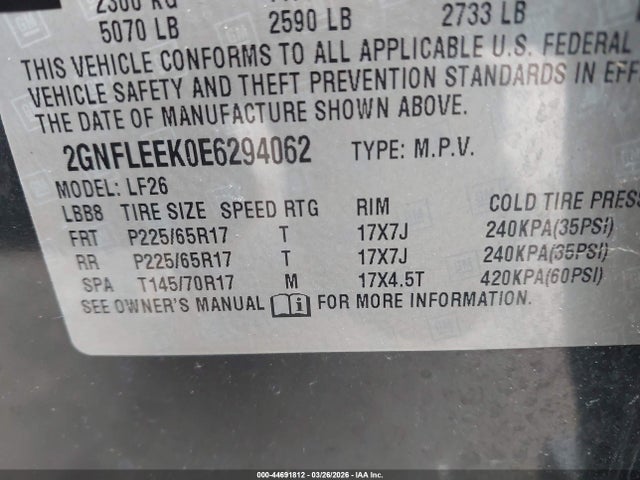 2300 KG
5070 LB 2590 LB 2733 LB
THIS VEHICLE CONFORMS TO ALL APPLICABLE U.S. FEDERAL
VEHICLE SAFETY AND THEFT PREVENTION STANDARDS IN EFF
THE DATE OF MANUFACTURE SHOWN ABOVE.
2GNFLEEK0E6294062 TYPE: M.P.V.
MODEL: LF26
LBB8 TIRE SIZE SPEED RTG RIM COLD TIRE PRESS
FRT P225/65R17 T 17X7J 240KPA(35PSI)
RR P225/65R17 T 17X7J 240KPA(35PSI)
SPA T145/70R17 M 17X4.5T 420KPA(60PSI)
SEE OWNER'S MANUAL FOR MORE INFORMATION.
000-44691812 | 03/26/2026 | IAA Inc.